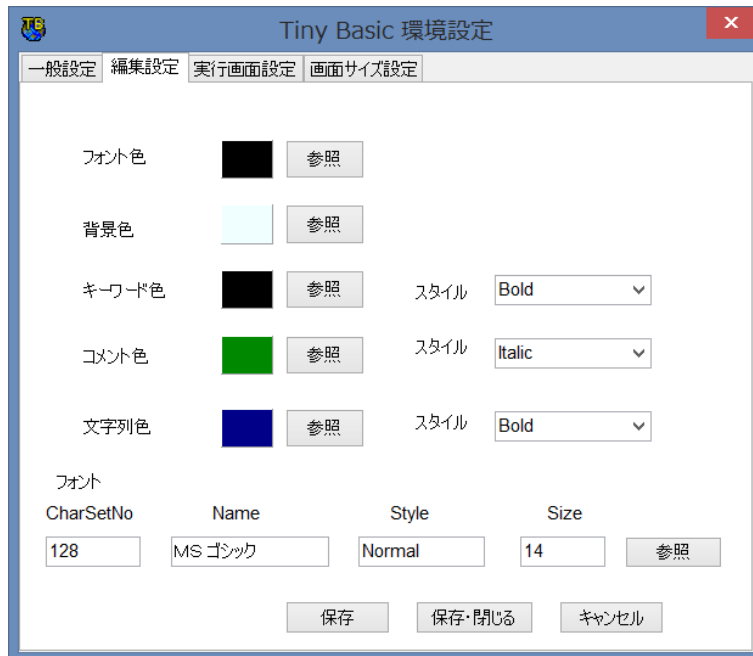 Tiny Basic 環境設定
一般設定 編集設定 実行画面設定 画面サイズ設定
フォント色 参照
背景色 参照
キーワード色 参照 スタイル Bold
コメント色 参照 スタイル Italic
文字列色 参照 スタイル Bold
フォント
CharSetNo Name Style Size
128 MS ゴシック Normal 14 参照
保存 保存・閉じる キャンセル